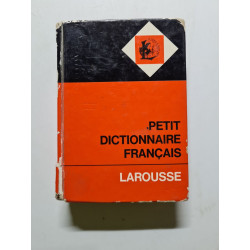 PETIT
DICTIONNAIRE
FRANÇAIS
LAROUSSE